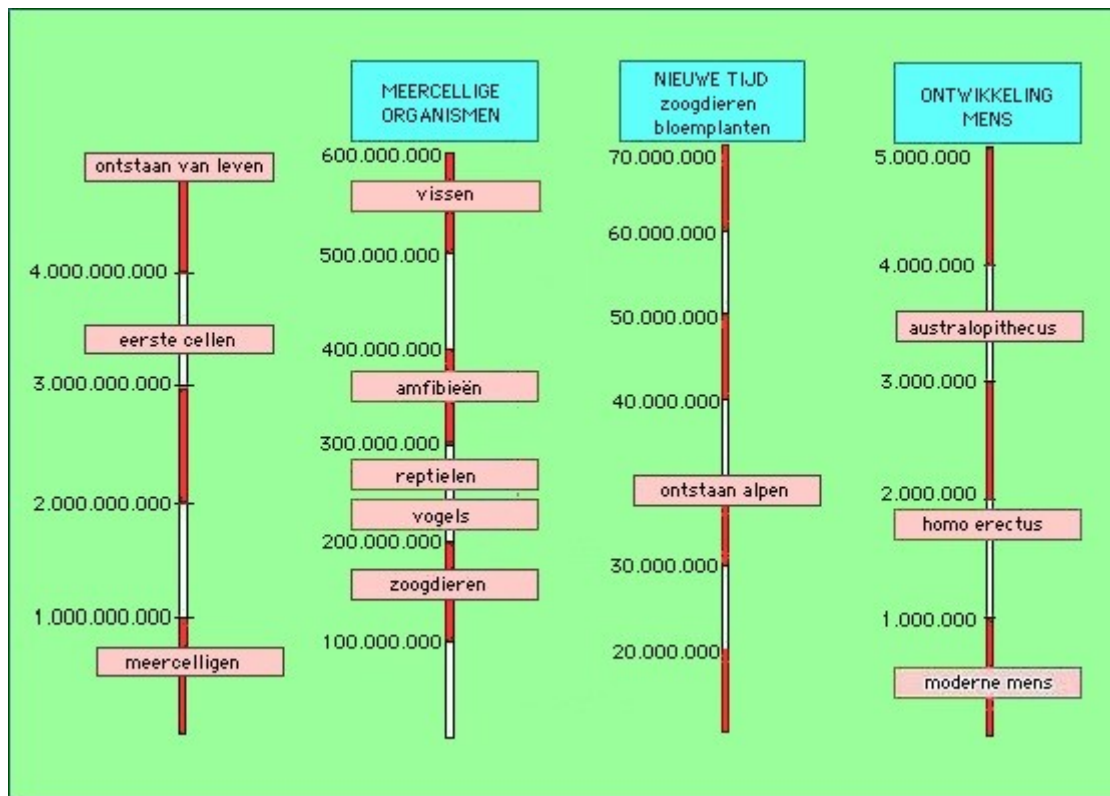 ontstaan van leven
4.000.000.000
eerste cellen
3.000.000.000
2.000.000.000
1.000.000.000
meercelligen
MEERCELLIGE
ORGANISMEN
600.000.000
vissen
500.000.000
400.000.000
amfibieën
300.000.000
reptielen
vogels
200.000.000
zoogdieren
100.000.000
NIEUWE TIJD
zoogdieren
bloemplanten
70.000.000
60.000.000
50.000.000
40.000.000
ontstaan alpen
30.000.000
20.000.000
ONTWIKKELING
MENS
5.000.000
4.000.000
australopithecus
3.000.000
2.000.000
homo erectus
1.000.000
moderne mens